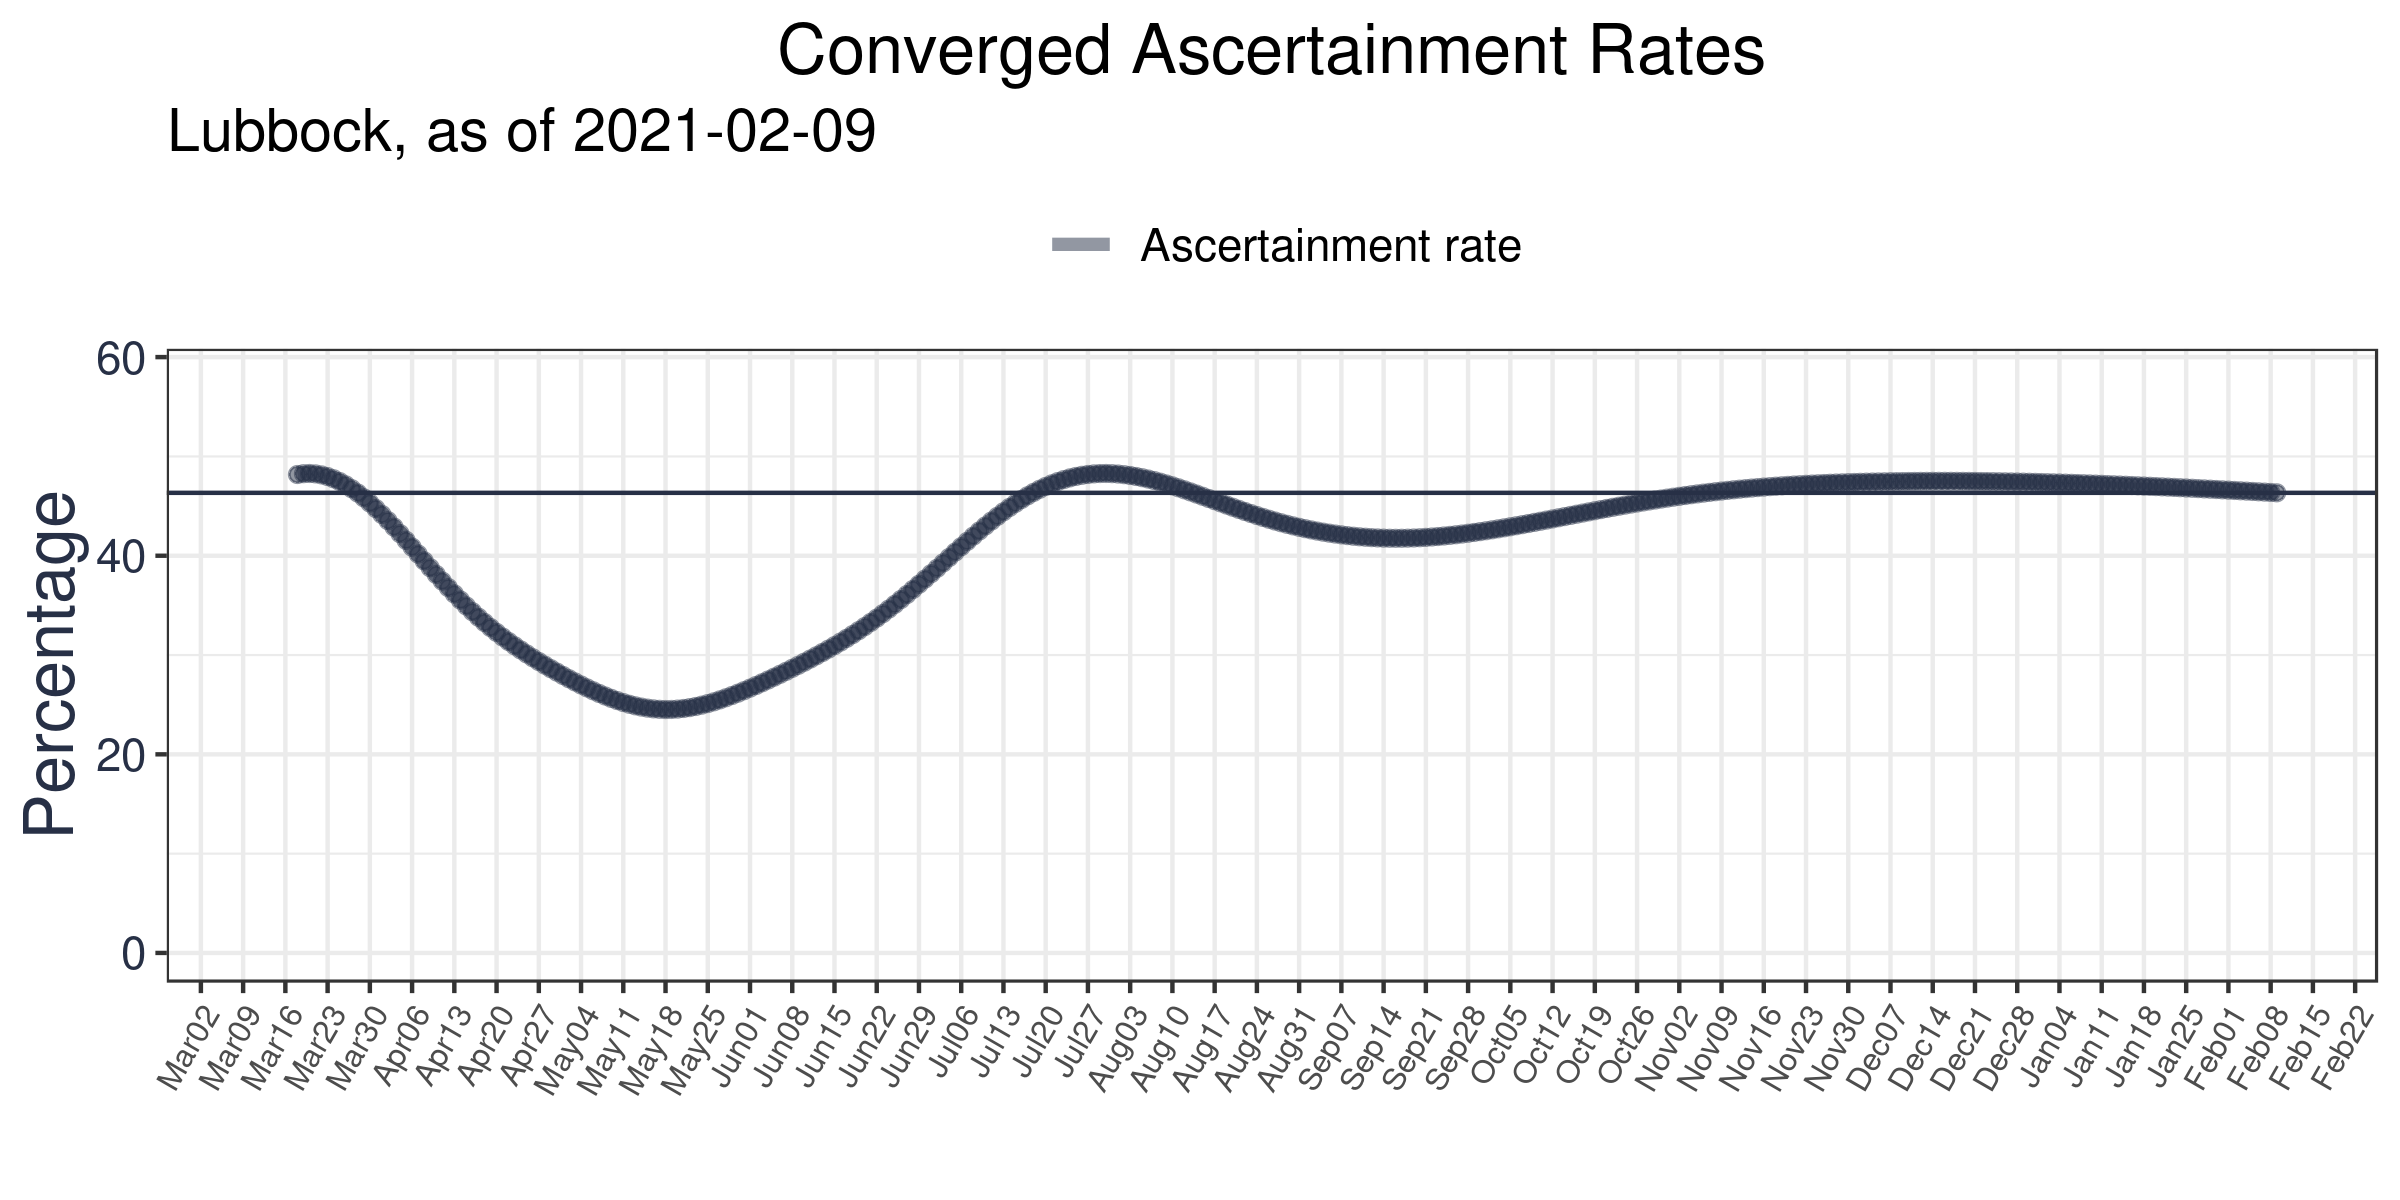 Converged Ascertainment Rates
Lubbock, as of 2021-02-09
Ascertainment rate
Percentage
60
40
20
0
Mar02 Mar09 Mar16 Mar23 Mar30 Apr06 Apr13 Apr20 Apr27 May04 May11 May18 May25 Jun01 Jun08 Jun15 Jun22 Jun29 Jul06 Jul13 Jul20 Jul27 Aug03 Aug10 Aug17 Aug24 Aug31 Sep07 Sep14 Sep21 Sep28 Oct05 Oct12 Oct19 Oct26 Nov02 Nov09 Nov16 Nov23 Nov30 Dec07 Dec14 Dec21 Dec28 Jan04 Jan11 Jan18 Jan25 Feb01 Feb08 Feb15 Feb22